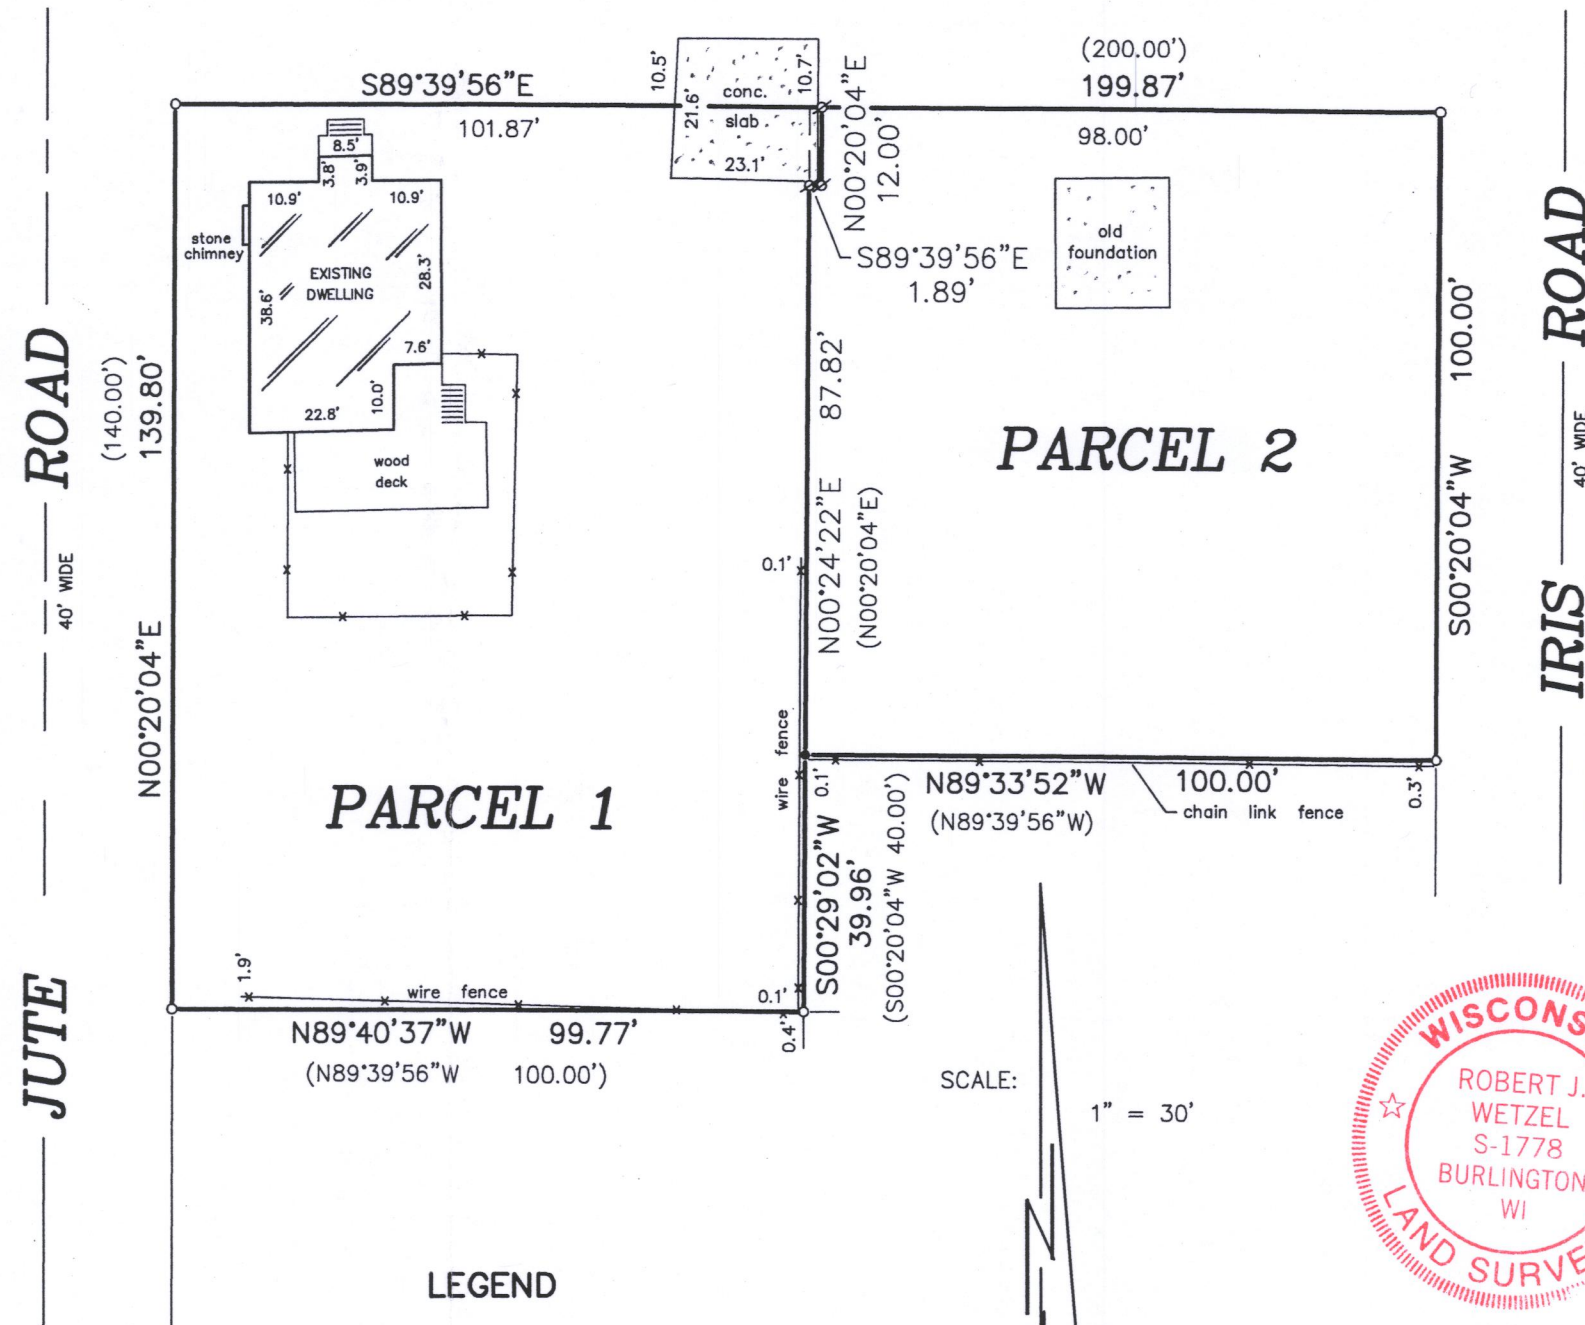 S89°39'56"E
101.87'
10.5'
21.6'
conc.
slab
23.1'
10.7'
N00°20'04"E
12.00'
(200.00')
199.87'
98.00'
8.5'
3.8'
3.9'
10.9'
10.9'
stone
chimney
EXISTING
DWELLING
38.6'
28.3'
7.6'
10.0'
22.8'
wood
deck
S89°39'56"E
1.89'
old
foundation
ROAD
40' WIDE
JUTE
(140.00')
139.80'
N00°20'04"E
87.82'
N00°24'22"E
(N00°20'04"E)
PARCEL 2
100.00'
S00°20'04"W
ROAD
40' WIDE
IRIS
0.1'
wire fence
0.1'
PARCEL 1
N89°33'52"W 100.00'
(N89°39'56"W)
chain link fence
0.3'
S00°29'02"W
39.96'
(S00°20'04"W 40.00')
1.9'
wire fence
0.1'
0.4'
N89°40'37"W 99.77'
(N89°39'56"W 100.00')
SCALE:
1" = 30'
N
LEGEND
WISCONS
ROBERT J.
WETZEL
S-1778
BURLINGTON
WI
LAND SURVE